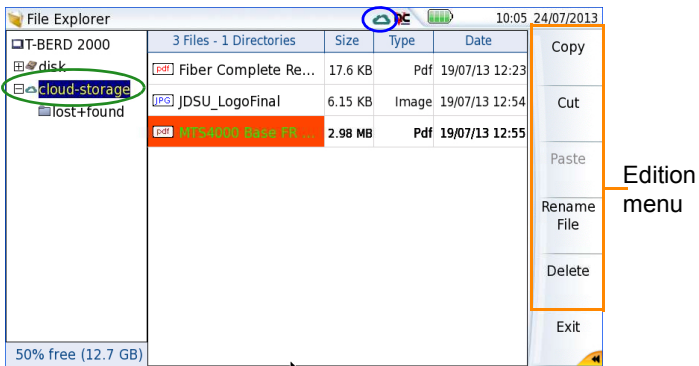 File Explorer
10:05 24/07/2013
T-BERD 2000
disk
cloud-storage
lost+found
50% free (12.7 GB)
3 Files - 1 Directories Size Type Date
pdf Fiber Complete Re... 17.6 KB Pdf 19/07/13 12:23
JPG JDSU_LogoFinal 6.15 KB Image 19/07/13 12:54
pdf MTS4000 Base FR ... 2.98 MB Pdf 19/07/13 12:55
Copy
Cut
Paste
Rename
File
Delete
Exit
Edition
menu